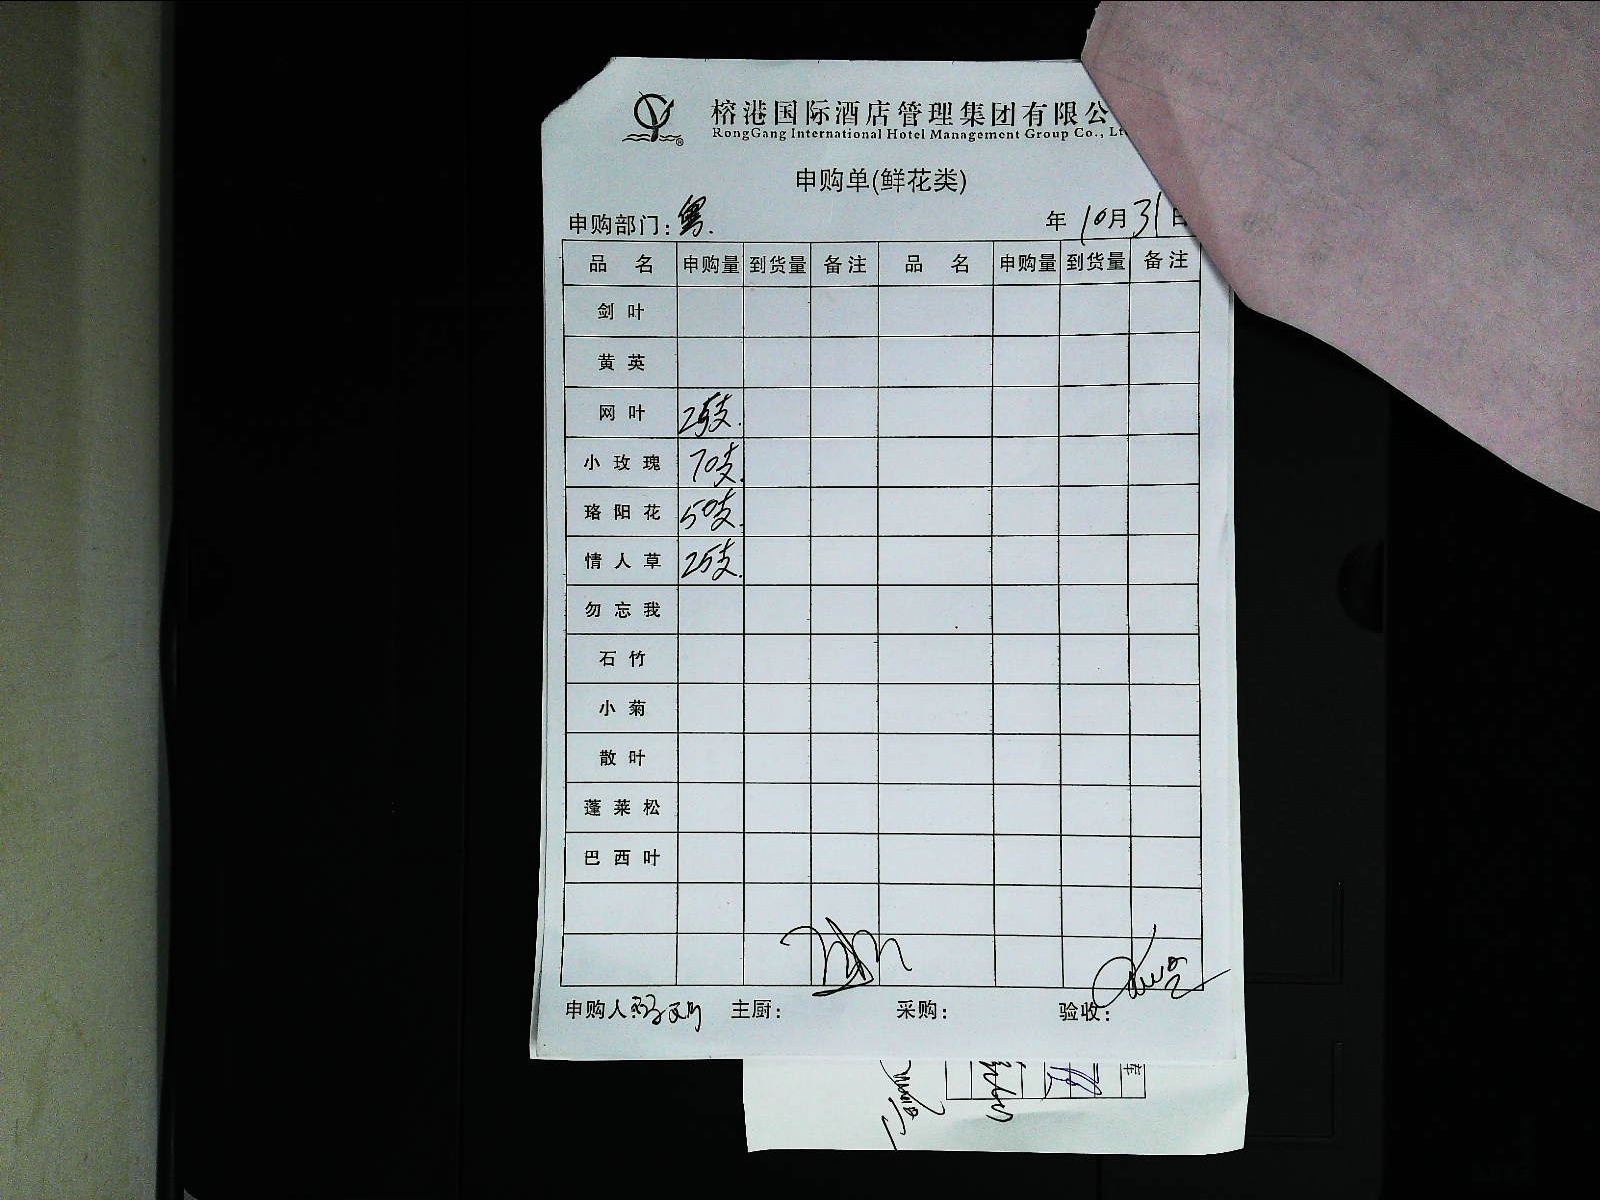 榕港国际酒店管理集团有限公
RongGang International Hotel Management Group Co., Lt
申购单(鲜花类)
申购部门: 粤. 年 10月31日
品名 申购量 到货量 备注 品名 申购量 到货量 备注
剑叶
黄英
网叶 25支.
小玫瑰 70支.
珞阳花 50支.
情人草 25支.
勿忘我
石竹
小菊
散叶
蓬莱松
巴西叶
申购人: 主厨: 采购: 验收: